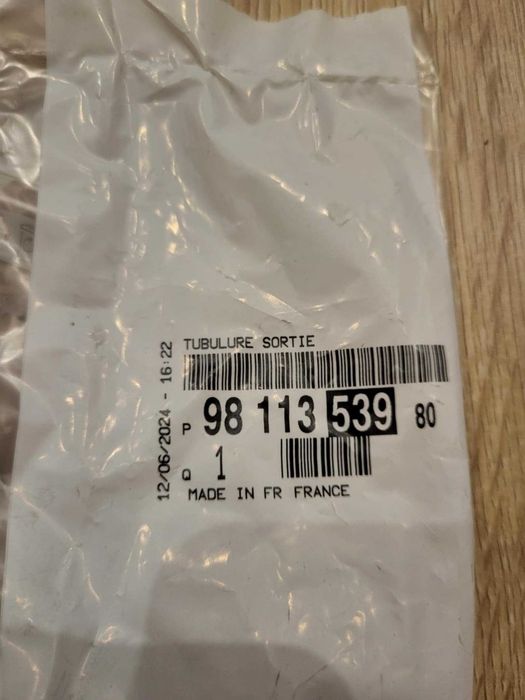 TUBULURE SORTIE
P 98 113 539 80
Q 1
MADE IN FR FRANCE
12/06/2024 - 16:22